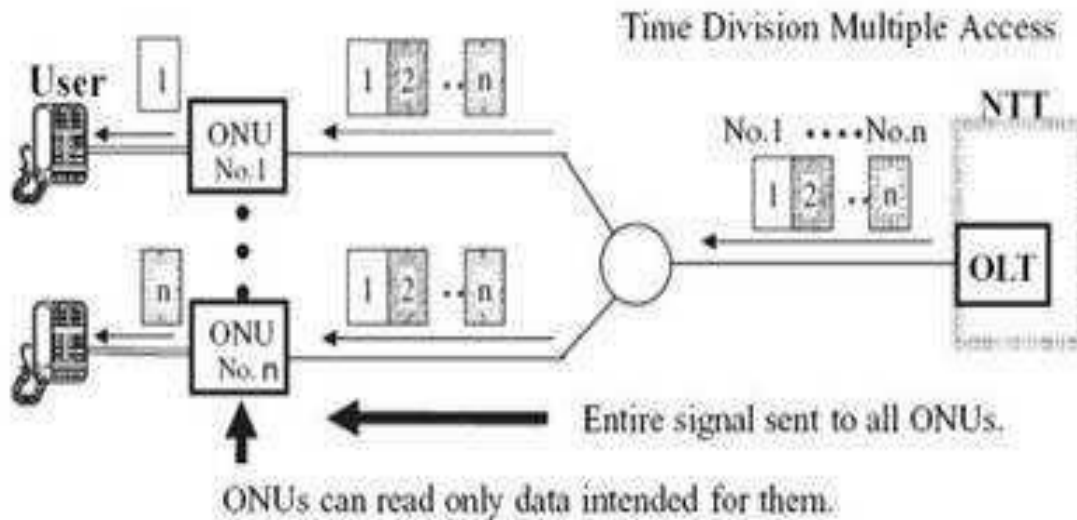 Time Division Multiple Access
User
1
1 2 ‥ n
NTT
ONU
No.1
No.1 ‥‥No.n
1 2 ‥ n
OLT
n
1 2 ‥ n
ONU
No. n
Entire signal sent to all ONUs.
ONUs can read only data intended for them.